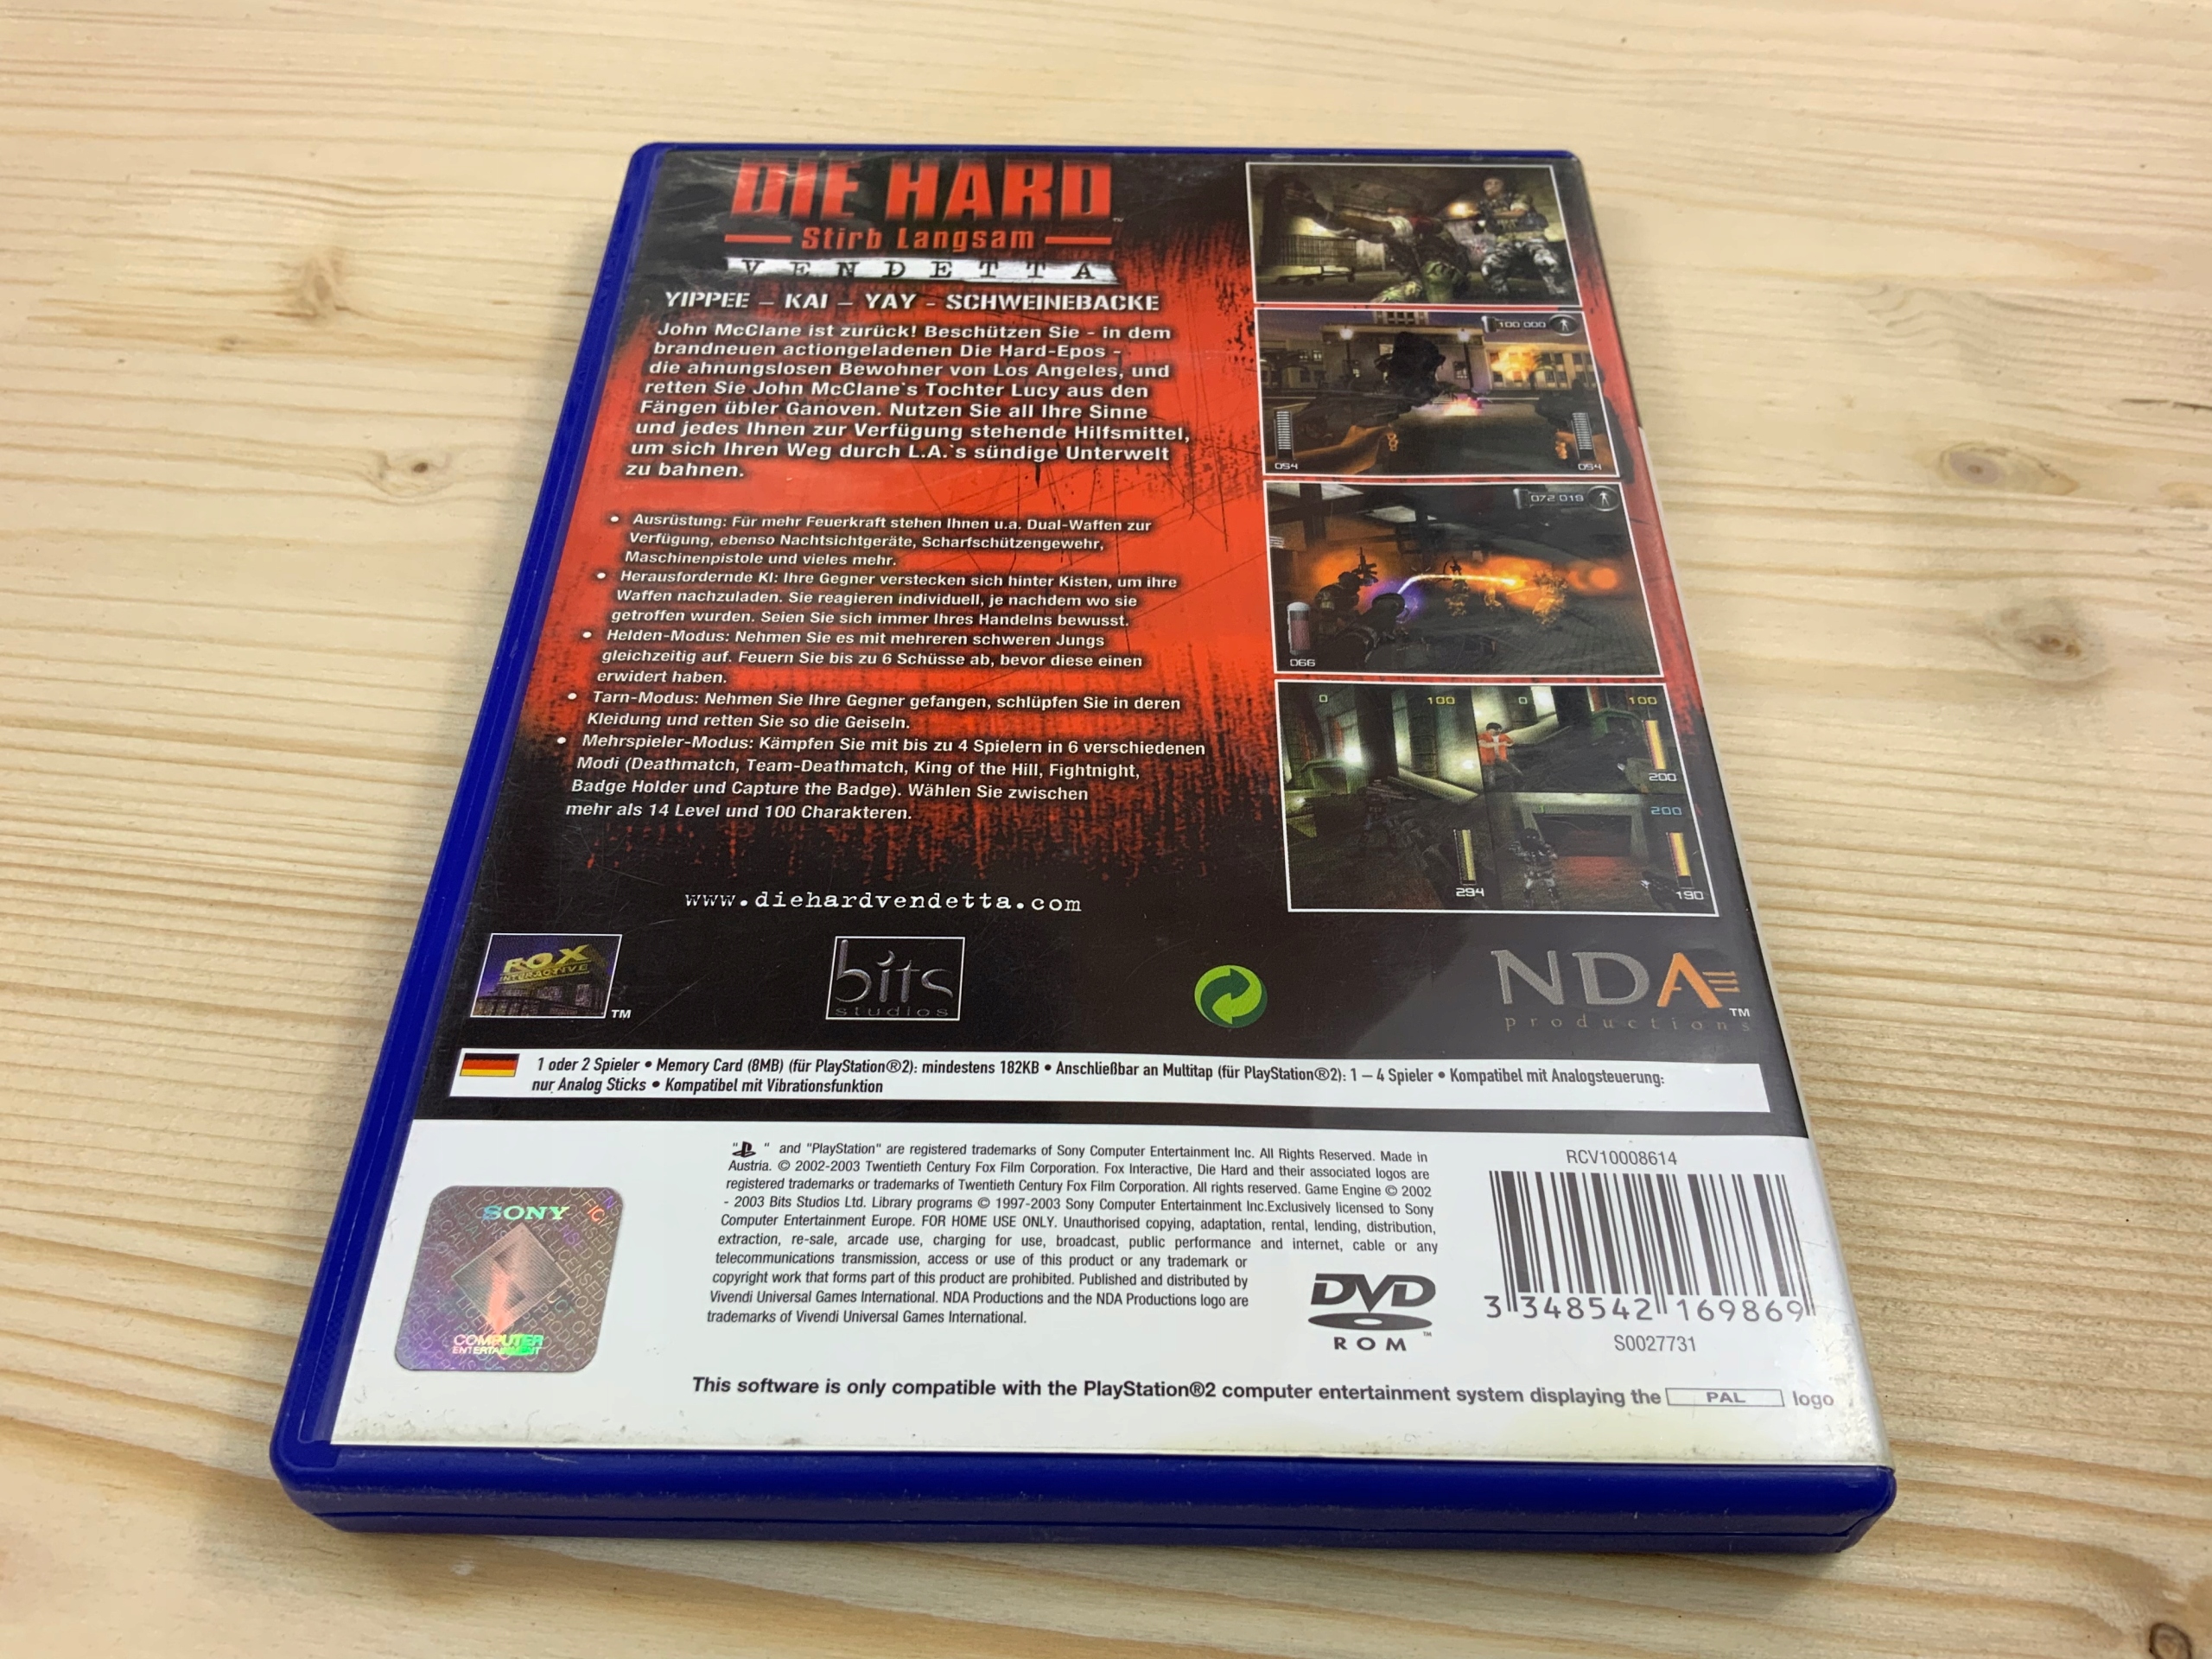 DIE HARD
Stirb Langsam
VENDETTA
YIPPEE – KAI – YAY - SCHWEINEBACKE
John McClane ist zurück! Beschützen Sie - in dem
brandneuen actiongeladenen Die Hard-Epos -
die ahnungslosen Bewohner von Los Angeles, und
retten Sie John McClane`s Tochter Lucy aus den
Fängen übler Ganoven. Nutzen Sie all Ihre Sinne
und jedes Ihnen zur Verfügung stehende Hilfsmittel,
um sich Ihren Weg durch L.A.`s sündige Unterwelt
zu bahnen.
• Ausrüstung: Für mehr Feuerkraft stehen Ihnen u.a. Dual-Waffen zur
Verfügung, ebenso Nachtsichtgeräte, Scharfschützengewehr,
Maschinenpistole und vieles mehr.
• Herausfordernde KI: Ihre Gegner verstecken sich hinter Kisten, um ihre
Waffen nachzuladen. Sie reagieren individuell, je nachdem wo sie
getroffen wurden. Seien Sie sich immer Ihres Handelns bewusst.
• Helden-Modus: Nehmen Sie es mit mehreren schweren Jungs
gleichzeitig auf. Feuern Sie bis zu 6 Schüsse ab, bevor diese einen
erwidert haben.
• Tarn-Modus: Nehmen Sie Ihre Gegner gefangen, schlüpfen Sie in deren
Kleidung und retten Sie so die Geiseln.
• Mehrspieler-Modus: Kämpfen Sie mit bis zu 4 Spielern in 6 verschiedenen
Modi (Deathmatch, Team-Deathmatch, King of the Hill, Fightnight,
Badge Holder und Capture the Badge). Wählen Sie zwischen
mehr als 14 Level und 100 Charakteren.
www.diehardvendetta.com
100 000
054 054
072 019
066
0 100 0 100
200
200
294 190
FOX
INTERACTIVE
TM
bits
studios
NDA
TM
productions
1 oder 2 Spieler • Memory Card (8MB) (für PlayStation®2): mindestens 182KB • Anschließbar an Multitap (für PlayStation®2): 1 – 4 Spieler • Kompatibel mit Analogsteuerung:
nur Analog Sticks • Kompatibel mit Vibrationsfunktion
" " and "PlayStation" are registered trademarks of Sony Computer Entertainment Inc. All Rights Reserved. Made in
Austria. © 2002-2003 Twentieth Century Fox Film Corporation. Fox Interactive, Die Hard and their associated logos are
registered trademarks or trademarks of Twentieth Century Fox Film Corporation. All rights reserved. Game Engine © 2002
- 2003 Bits Studios Ltd. Library programs © 1997-2003 Sony Computer Entertainment Inc.Exclusively licensed to Sony
Computer Entertainment Europe. FOR HOME USE ONLY. Unauthorised copying, adaptation, rental, lending, distribution,
extraction, re-sale, arcade use, charging for use, broadcast, public performance and internet, cable or any
telecommunications transmission, access or use of this product or any trademark or
copyright work that forms part of this product are prohibited. Published and distributed by
Vivendi Universal Games International. NDA Productions and the NDA Productions logo are
trademarks of Vivendi Universal Games International.
SONY
COMPUTER
ENTERTAINMENT
DVD
ROM
RCV10008614
3 348542 169869
S0027731
This software is only compatible with the PlayStation®2 computer entertainment system displaying the PAL logo